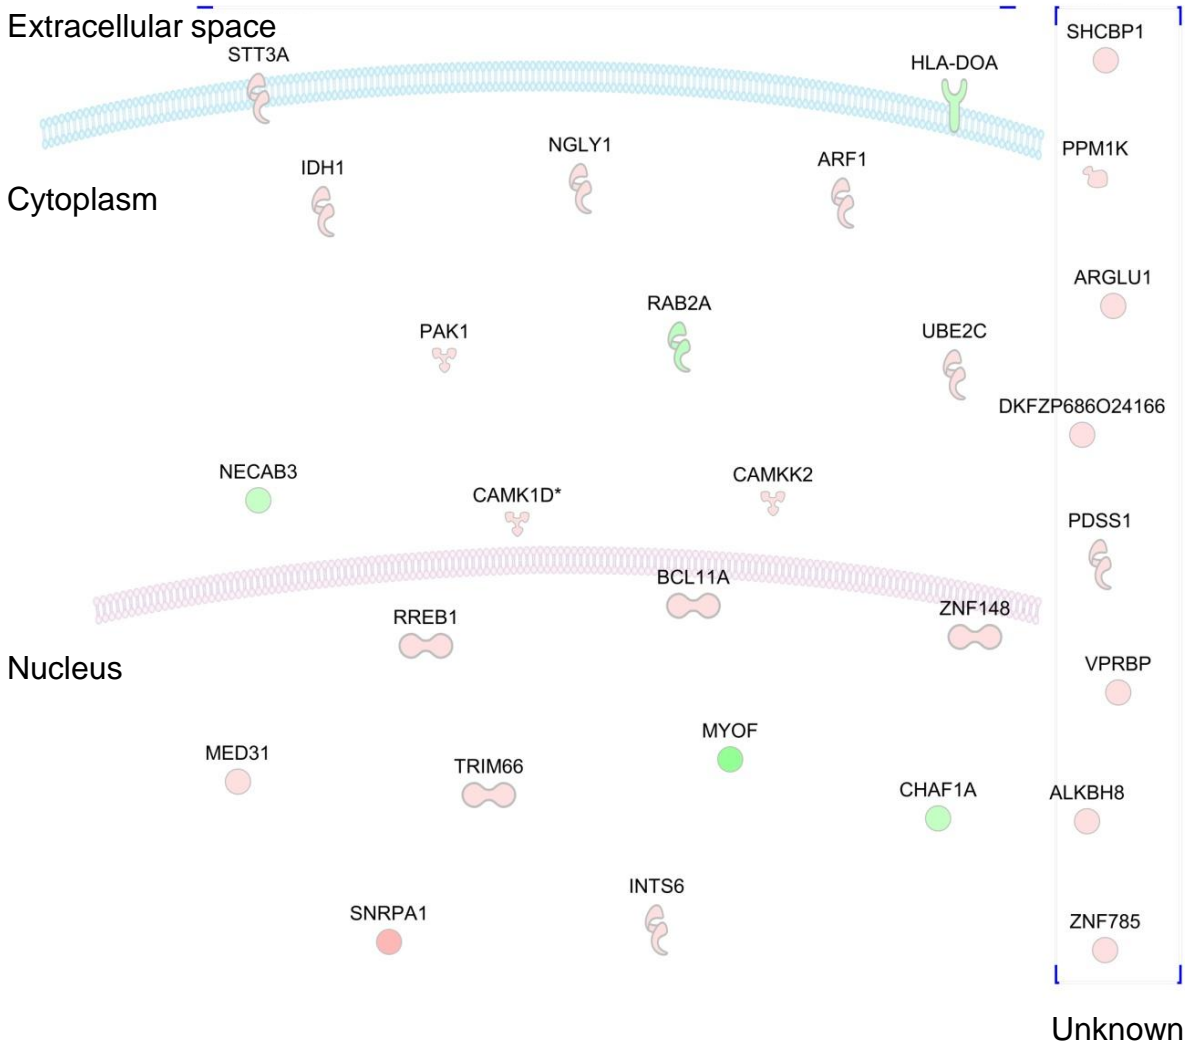 Extracellular space
SHCBP1
STT3A
HLA-DOA
NGLY1
PPM1K
ARF1
IDH1
Cytoplasm
ARGLU1
RAB2A
PAK1
UBE2C
DKFZP686O24166
NECAB3
CAMKK2
CAMK1D*
PDSS1
BCL11A
ZNF148
RREB1
Nucleus
VPRBP
MYOF
MED31
TRIM66
CHAF1A
ALKBH8
INTS6
SNRPA1
ZNF785
Unknown